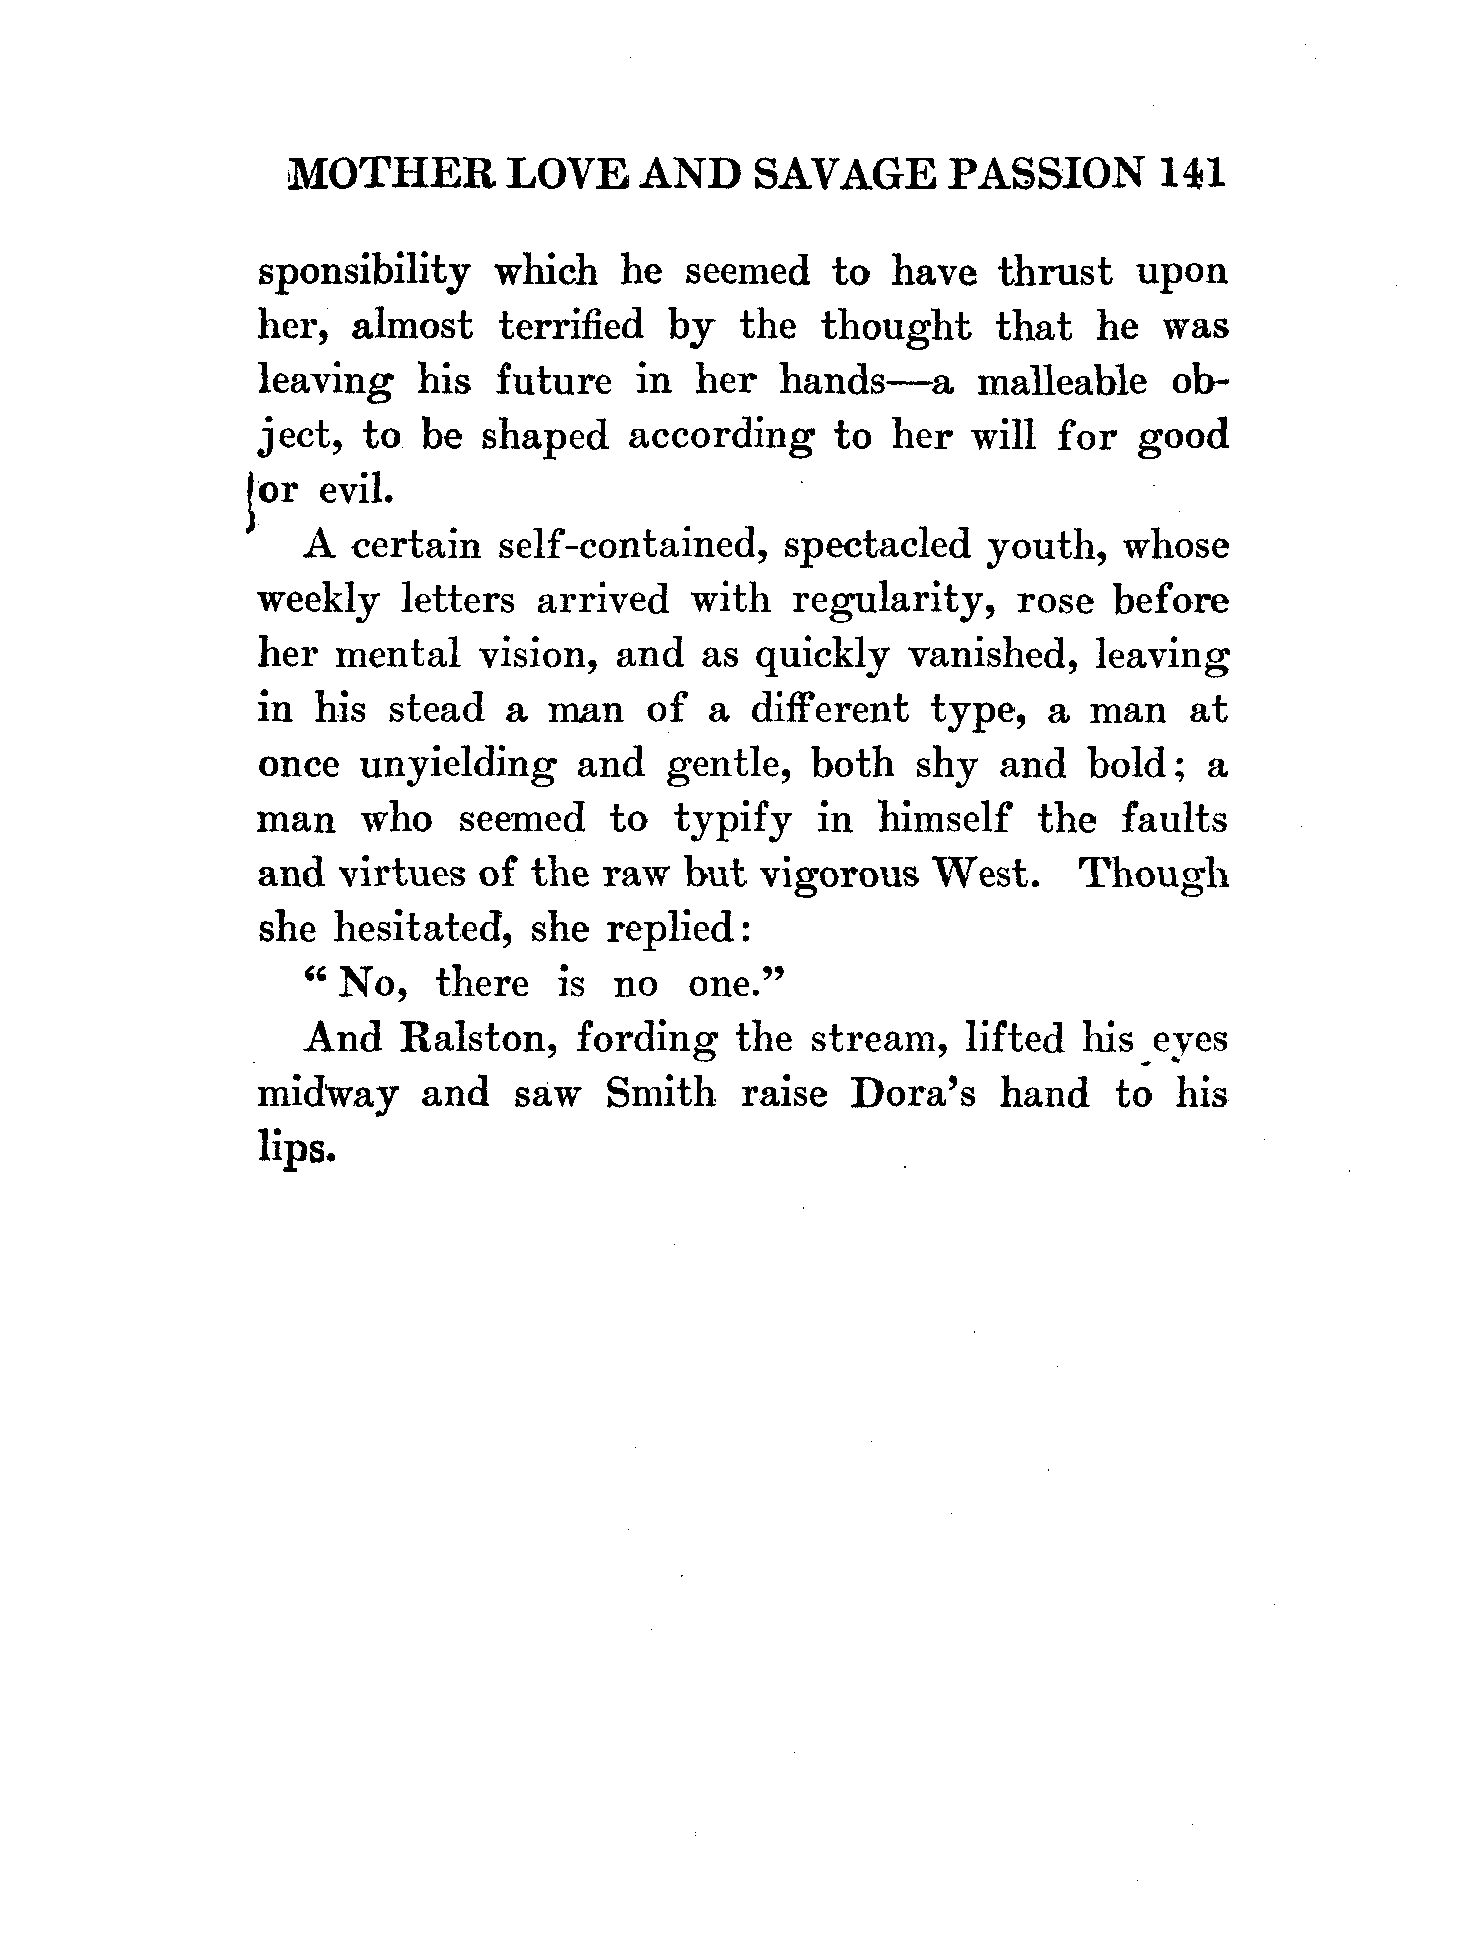 MOTHER LOVE AND SAVAGE PASSION 141
sponsibility which he seemed to have thrust upon
her, almost terrified by the thought that he was
leaving his future in her hands—a malleable ob-
ject, to be shaped according to her will for good
or evil.
A certain self-contained, spectacled youth, whose
weekly letters arrived with regularity, rose before
her mental vision, and as quickly vanished, leaving
in his stead a man of a different type, a man at
once unyielding and gentle, both shy and bold; a
man who seemed to typify in himself the faults
and virtues of the raw but vigorous West. Though
she hesitated, she replied:
“No, there is no one.”
And Ralston, fording the stream, lifted his eyes
midway and saw Smith raise Dora’s hand to his
lips.